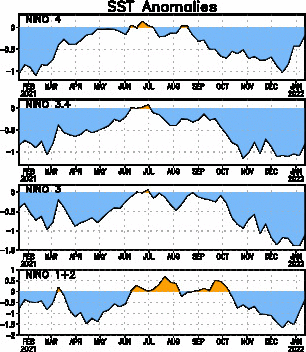 SST Anomalies
NINO 4
0
-0.5
-1
FEB MAR APR MAY JUN JUL AUG SEP OCT NOV DEC JAN
2021 2022
NINO 3.4
0
-0.5
-1
FEB MAR APR MAY JUN JUL AUG SEP OCT NOV DEC JAN
2021 2022
NINO 3
0
-0.5
-1
-1.5
FEB MAR APR MAY JUN JUL AUG SEP OCT NOV DEC JAN
2021 2022
NINO 1+2
1
0.5
0
-0.5
-1
-1.5
-2
FEB MAR APR MAY JUN JUL AUG SEP OCT NOV DEC JAN
2021 2022